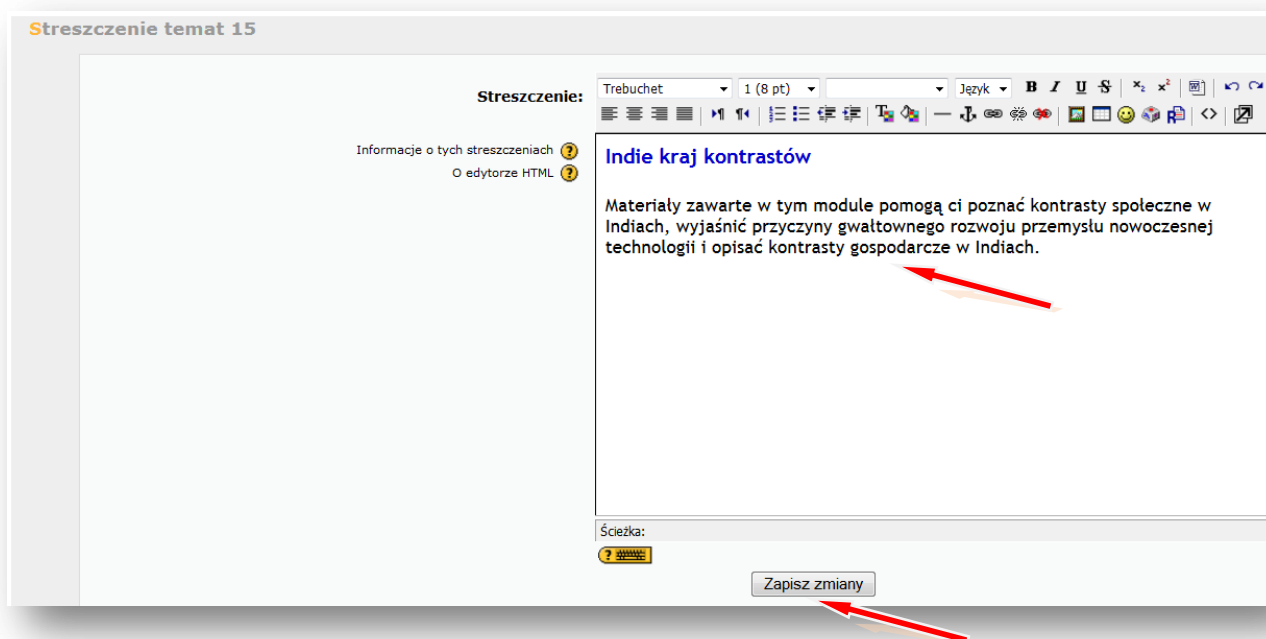 Streszczenie temat 15
Streszczenie:
Trebuchet 1 (8 pt) Język B I U S x₂ x²
Informacje o tych streszczeniach ?
O edytorze HTML ?
Indie kraj kontrastów
Materiały zawarte w tym module pomogą ci poznać kontrasty społeczne w
Indiach, wyjaśnić przyczyny gwałtownego rozwoju przemysłu nowoczesnej
technologii i opisać kontrasty gospodarcze w Indiach.
Ścieżka:
?
Zapisz zmiany